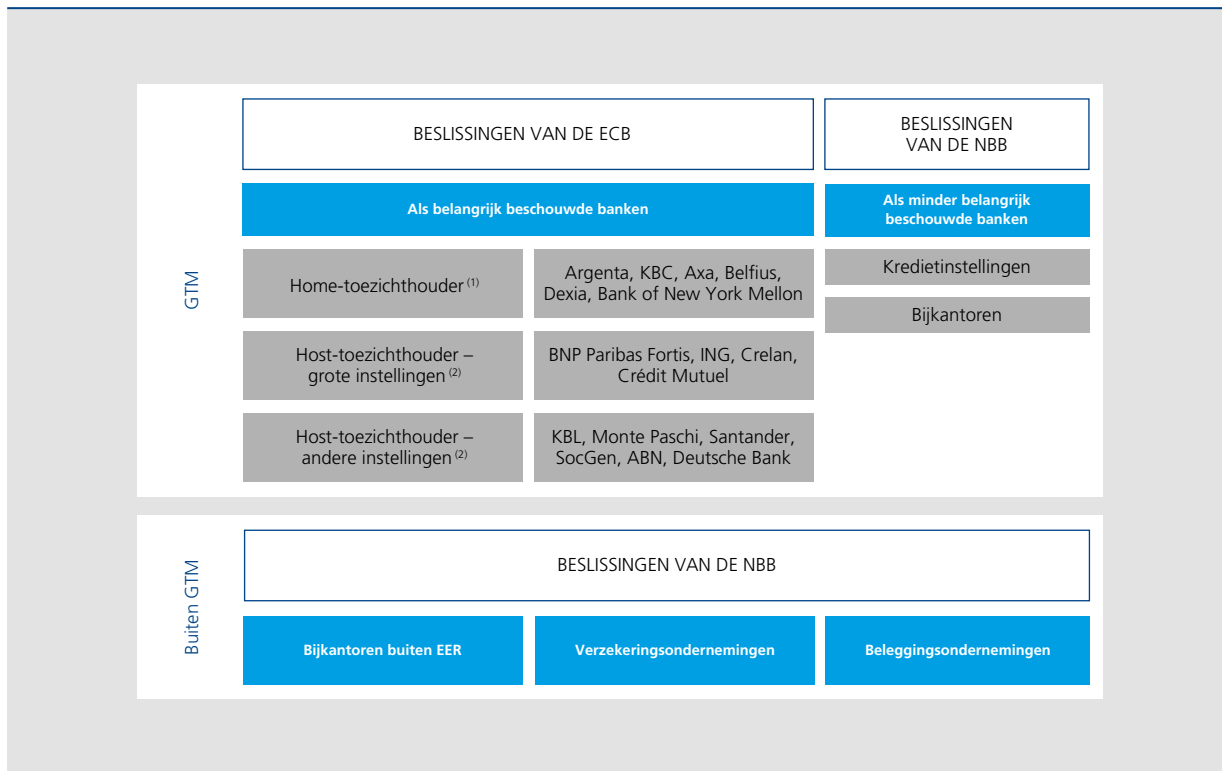 GTM
BESLISSINGEN VAN DE ECB
BESLISSINGEN
VAN DE NBB
Als belangrijk beschouwde banken
Als minder belangrijk
beschouwde banken
Home-toezichthouder (1)
Argenta, KBC, Axa, Belfius,
Dexia, Bank of New York Mellon
Kredietinstellingen
Bijkantoren
Host-toezichthouder –
grote instellingen (2)
BNP Paribas Fortis, ING, Crelan,
Crédit Mutuel
Host-toezichthouder –
andere instellingen (2)
KBL, Monte Paschi, Santander,
SocGen, ABN, Deutsche Bank
Buiten GTM
BESLISSINGEN VAN DE NBB
Bijkantoren buiten EER
Verzekeringsondernemingen
Beleggingsondernemingen